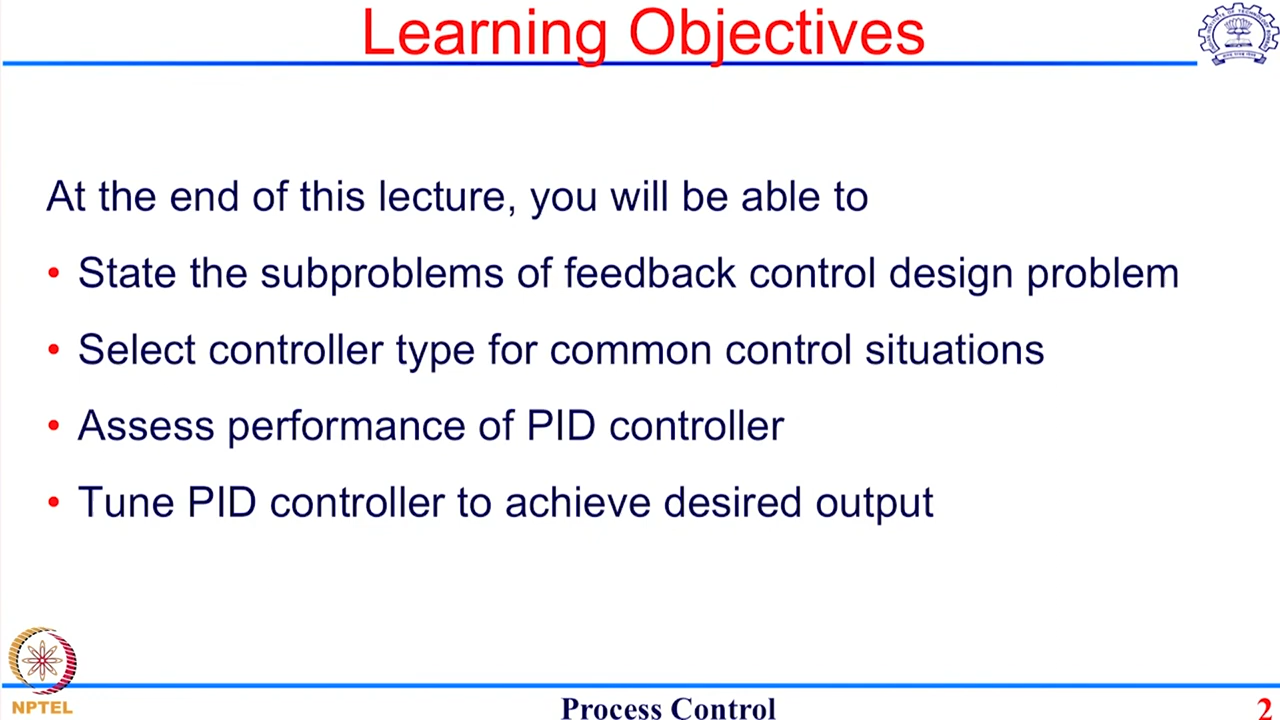 Learning Objectives
At the end of this lecture, you will be able to
• State the subproblems of feedback control design problem
• Select controller type for common control situations
• Assess performance of PID controller
• Tune PID controller to achieve desired output
NPTEL
Process Control
2